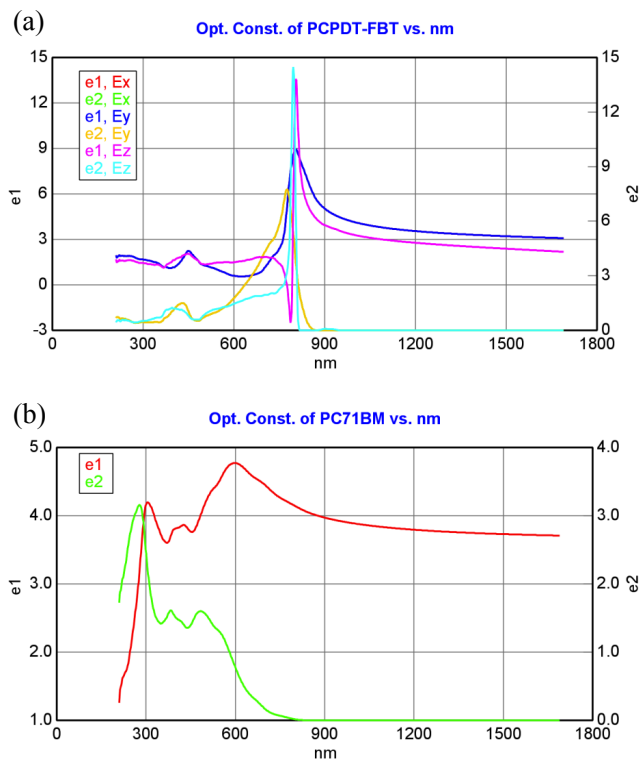 (a)
Opt. Const. of PCPDT-FBT vs. nm
15
12
9
6
3
0
-3
e1
e1, Ex
e2, Ex
e1, Ey
e2, Ey
e1, Ez
e2, Ez
15
12
9
6
3
0
e2
0 300 600 900 1200 1500 1800
nm
(b)
Opt. Const. of PC71BM vs. nm
5.0
4.0
3.0
2.0
1.0
e1
e1
e2
4.0
3.0
2.0
1.0
0.0
e2
0 300 600 900 1200 1500 1800
nm